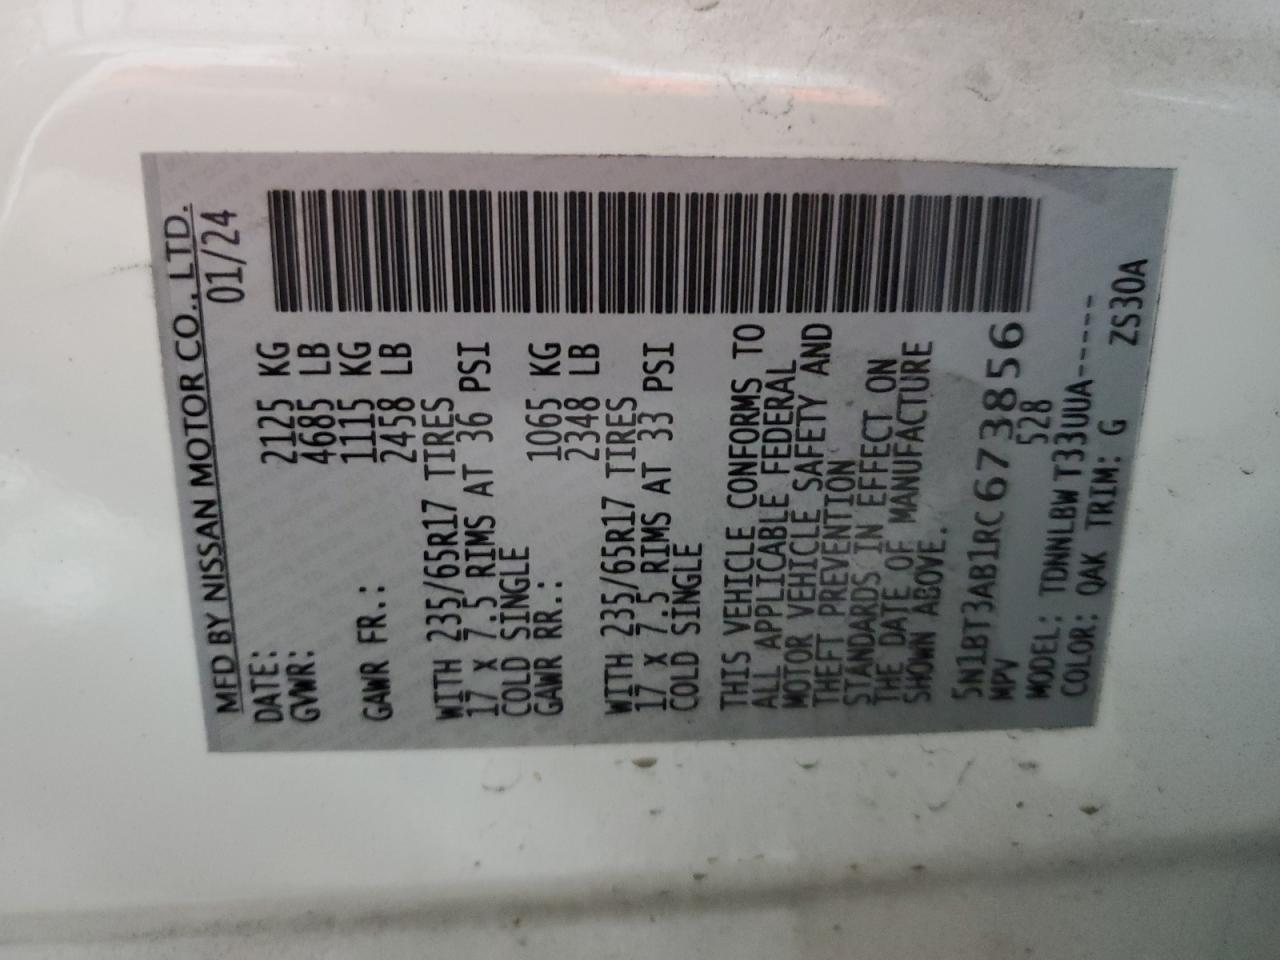 MFD BY NISSAN MOTOR CO., LTD.
DATE: 01/24
GVWR: 2125 KG
4685 LB
GAWR FR.: 1115 KG
2458 LB
WITH 235/65R17 TIRES
17 X 7.5 RIMS AT 36 PSI
COLD SINGLE
GAWR RR.: 1065 KG
2348 LB
WITH 235/65R17 TIRES
17 X 7.5 RIMS AT 33 PSI
COLD SINGLE
THIS VEHICLE CONFORMS TO
ALL APPLICABLE FEDERAL
MOTOR VEHICLE SAFETY AND
THEFT PREVENTION
STANDARDS IN EFFECT ON
THE DATE OF MANUFACTURE
SHOWN ABOVE.
5N1BT3AB1RC673856
MPV 528
MODEL: TDNNLBWT33UUA-----
COLOR: QAK TRIM: G ZS30A